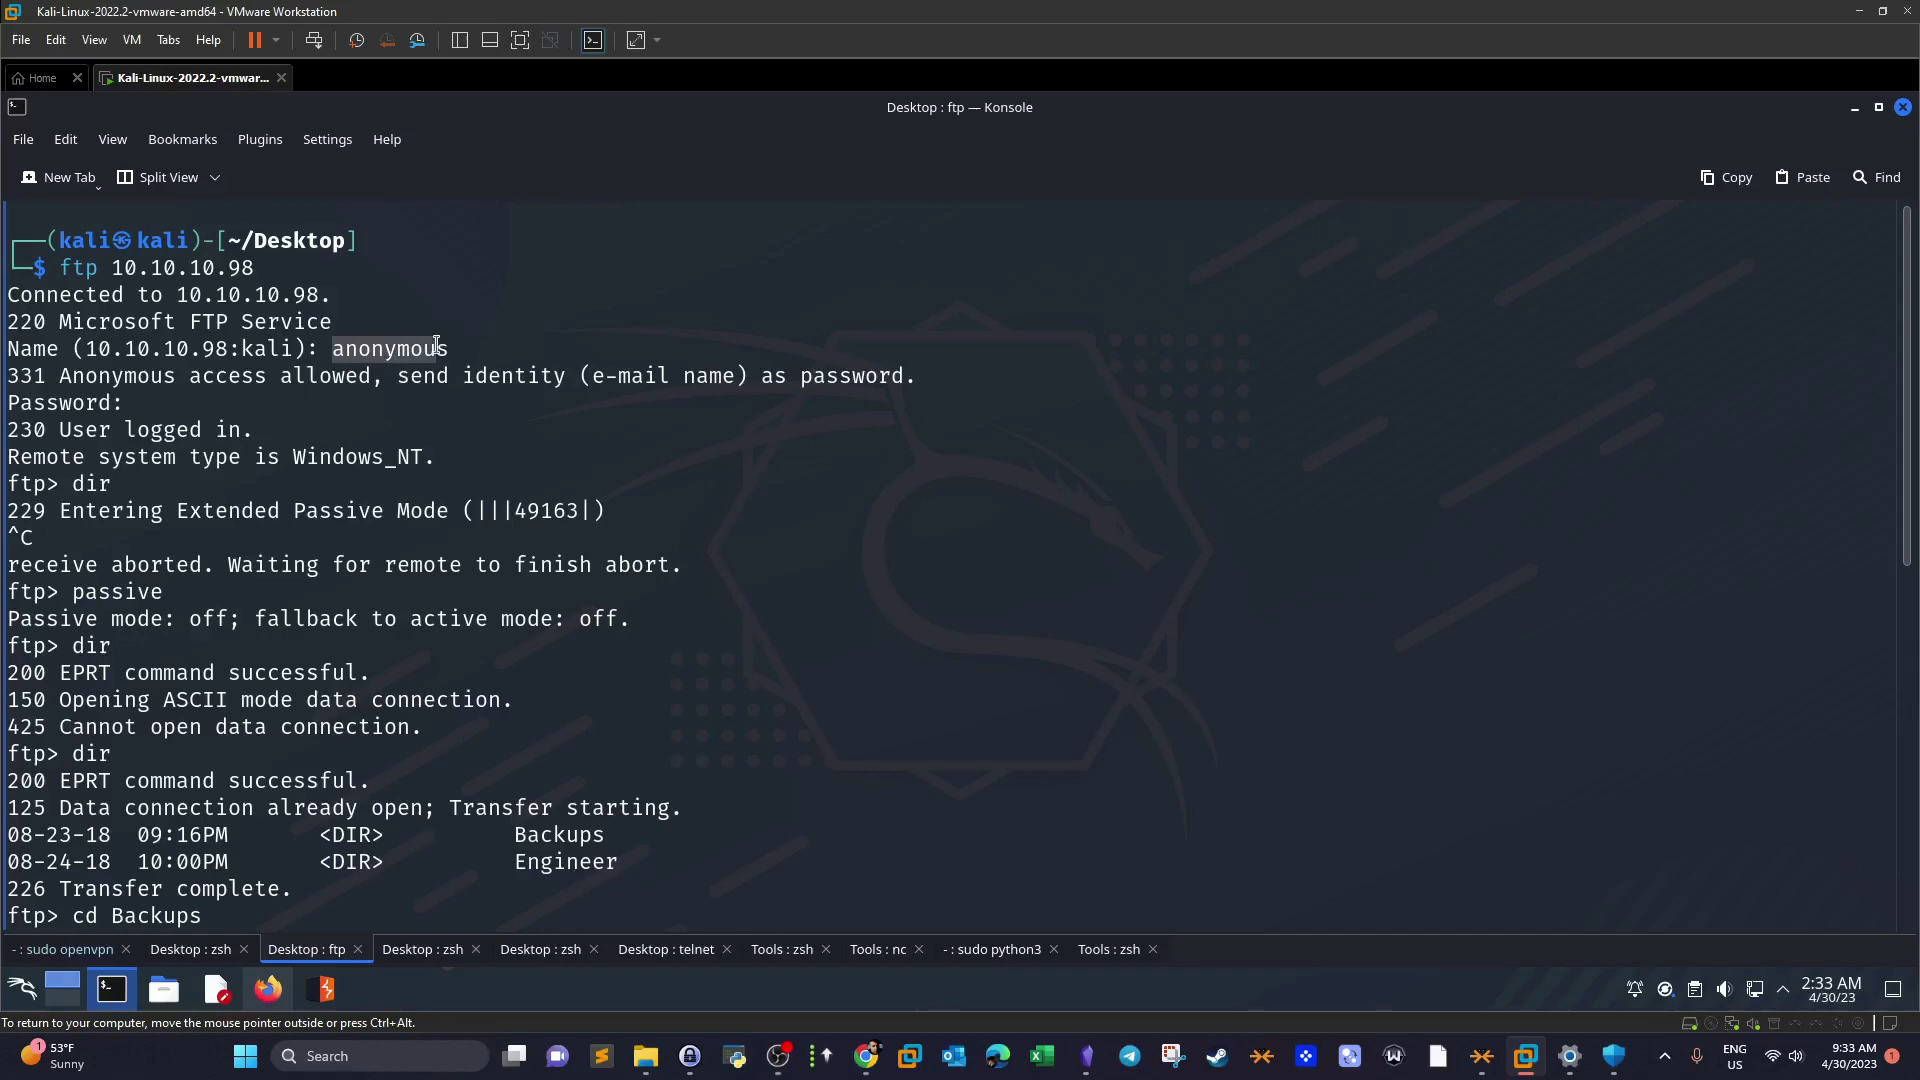 Kali-Linux-2022.2-vmware-amd64 - VMware Workstation
File Edit View VM Tabs Help
Home Kali-Linux-2022.2-vmwar...
Desktop : ftp — Konsole
File Edit View Bookmarks Plugins Settings Help
New Tab Split View Copy Paste Find
(kali㉿kali)-[~/Desktop]
$ ftp 10.10.10.98
Connected to 10.10.10.98.
220 Microsoft FTP Service
Name (10.10.10.98:kali): anonymous
331 Anonymous access allowed, send identity (e-mail name) as password.
Password:
230 User logged in.
Remote system type is Windows_NT.
ftp> dir
229 Entering Extended Passive Mode (|||49163|)
^C
receive aborted. Waiting for remote to finish abort.
ftp> passive
Passive mode: off; fallback to active mode: off.
ftp> dir
200 EPRT command successful.
150 Opening ASCII mode data connection.
425 Cannot open data connection.
ftp> dir
200 EPRT command successful.
125 Data connection already open; Transfer starting.
08-23-18 09:16PM <DIR> Backups
08-24-18 10:00PM <DIR> Engineer
226 Transfer complete.
ftp> cd Backups
- : sudo openvpn Desktop : zsh Desktop : ftp Desktop : zsh Desktop : zsh Desktop : telnet Tools : zsh Tools : nc - : sudo python3 Tools : zsh
2:33 AM
4/30/23
To return to your computer, move the mouse pointer outside or press Ctrl+Alt.
1 53°F
Sunny
Search
ENG
US
9:33 AM
4/30/2023
1